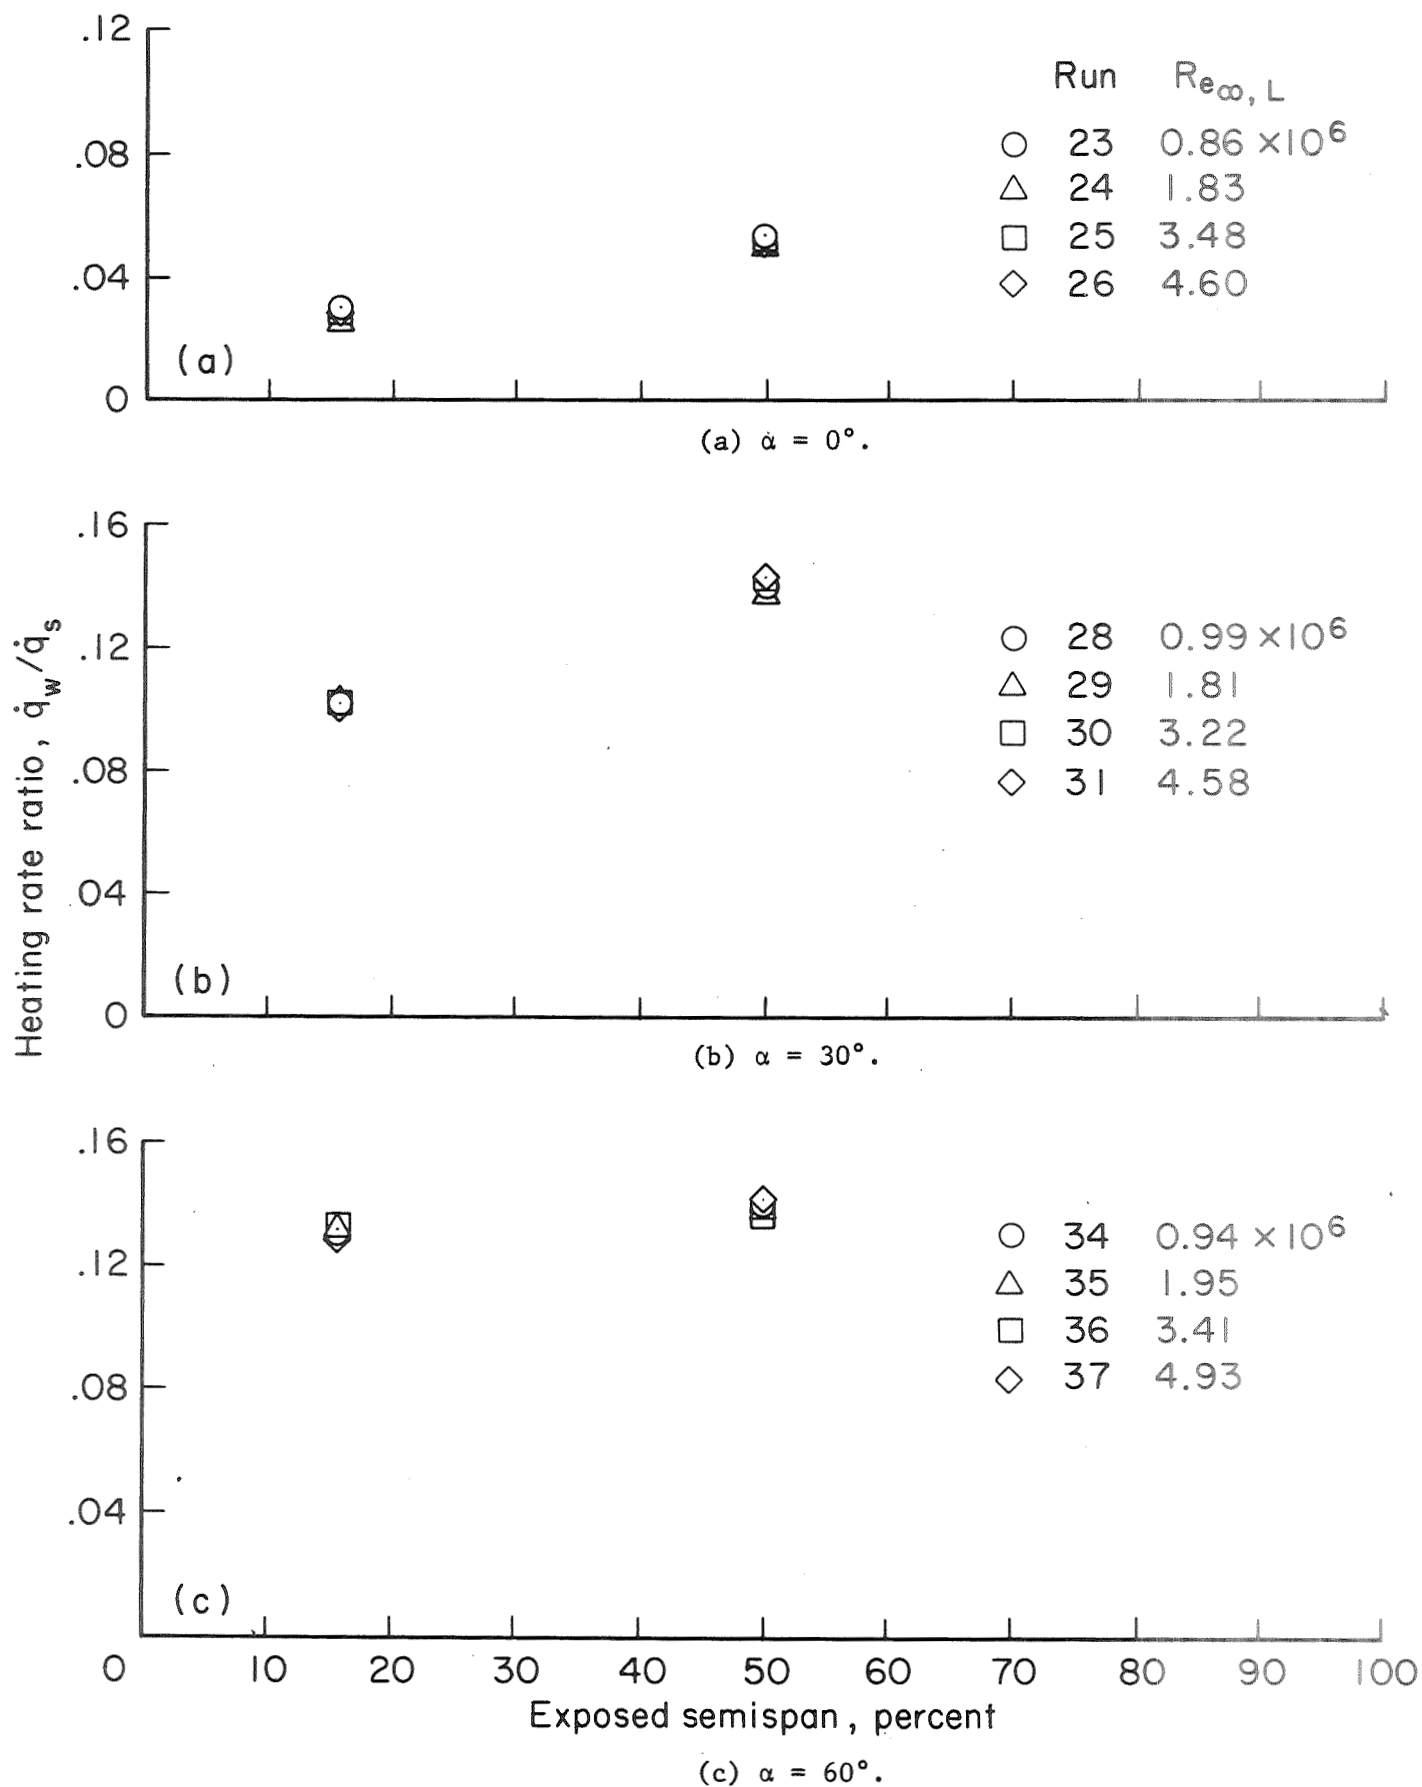 .12
Run Re∞, L
.08
23 0.86 ×10⁶
24 1.83
25 3.48
.04
26 4.60
(a)
0
(a) α = 0°.
.16
.12
28 0.99 ×10⁶
29 1.81
30 3.22
.08
31 4.58
.04
(b)
0
Heating rate ratio, q̇w/q̇s
(b) α = 30°.
.16
.12
34 0.94 ×10⁶
35 1.95
36 3.41
.08
37 4.93
.04
(c)
0 10 20 30 40 50 60 70 80 90 100
Exposed semispan, percent
(c) α = 60°.